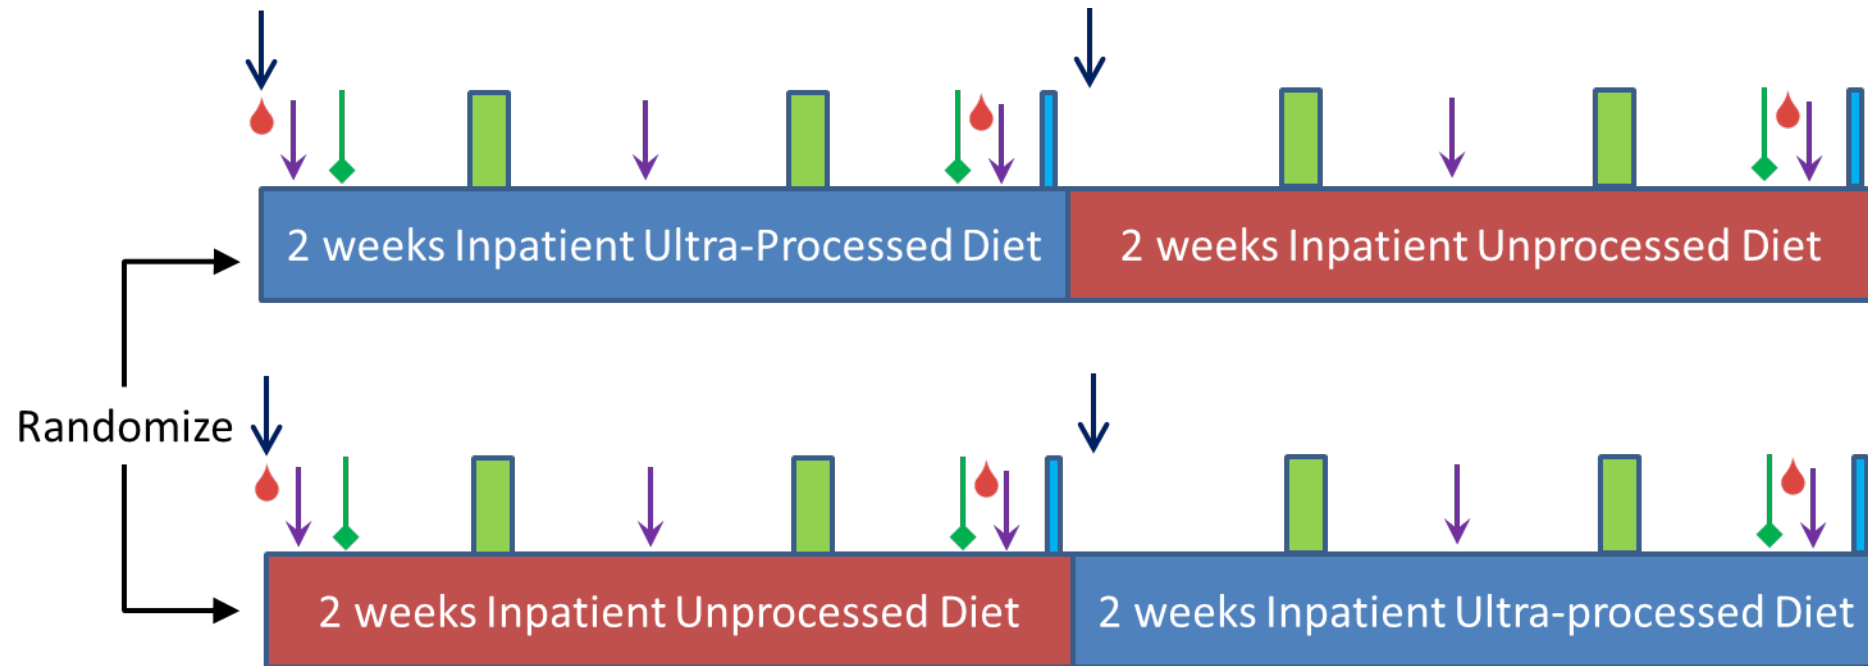 2 weeks Inpatient Ultra-Processed Diet
2 weeks Inpatient Unprocessed Diet
Randomize
2 weeks Inpatient Unprocessed Diet
2 weeks Inpatient Ultra-processed Diet